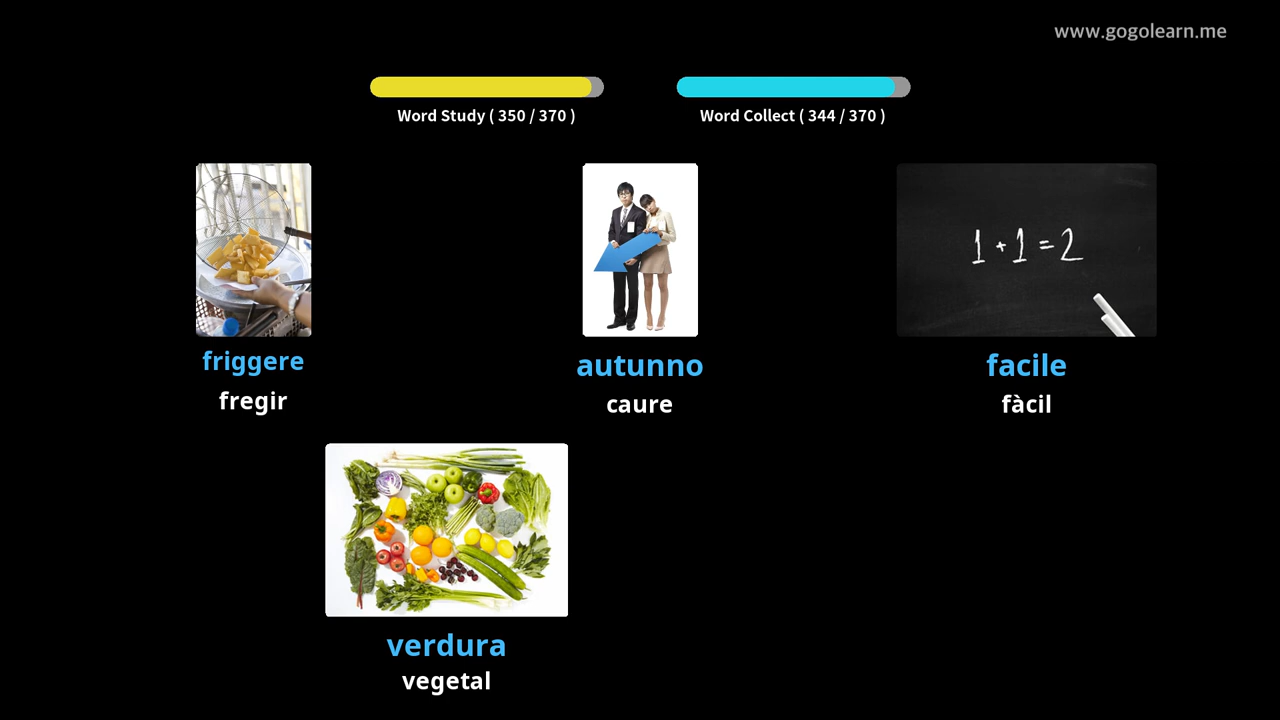 www.gogolearn.me
Word Study ( 350 / 370 )
Word Collect ( 344 / 370 )
1 + 1 = 2
friggere
fregir
autunno
caure
facile
fàcil
verdura
vegetal